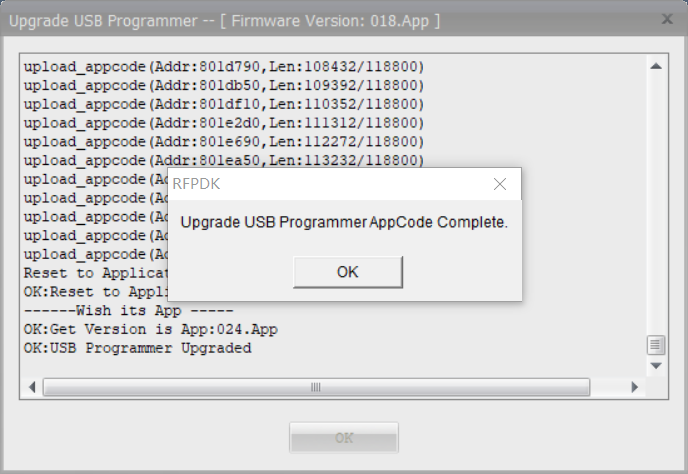 Upgrade USB Programmer -- [ Firmware Version: 018.App ]
upload_appcode(Addr:801d790,Len:108432/118800)
upload_appcode(Addr:801db50,Len:109392/118800)
upload_appcode(Addr:801df10,Len:110352/118800)
upload_appcode(Addr:801e2d0,Len:111312/118800)
upload_appcode(Addr:801e690,Len:112272/118800)
upload_appcode(Addr:801ea50,Len:113232/118800)
upload_appcode(Ad
upload_appcode(Ad
upload_appcode(Ad
upload_appcode(Ad
upload_appcode(Ad
Reset to Applicat
OK:Reset to Appli
------Wish its App -----
OK:Get Version is App:024.App
OK:USB Programmer Upgraded
RFPDK
Upgrade USB Programmer AppCode Complete.
OK
OK